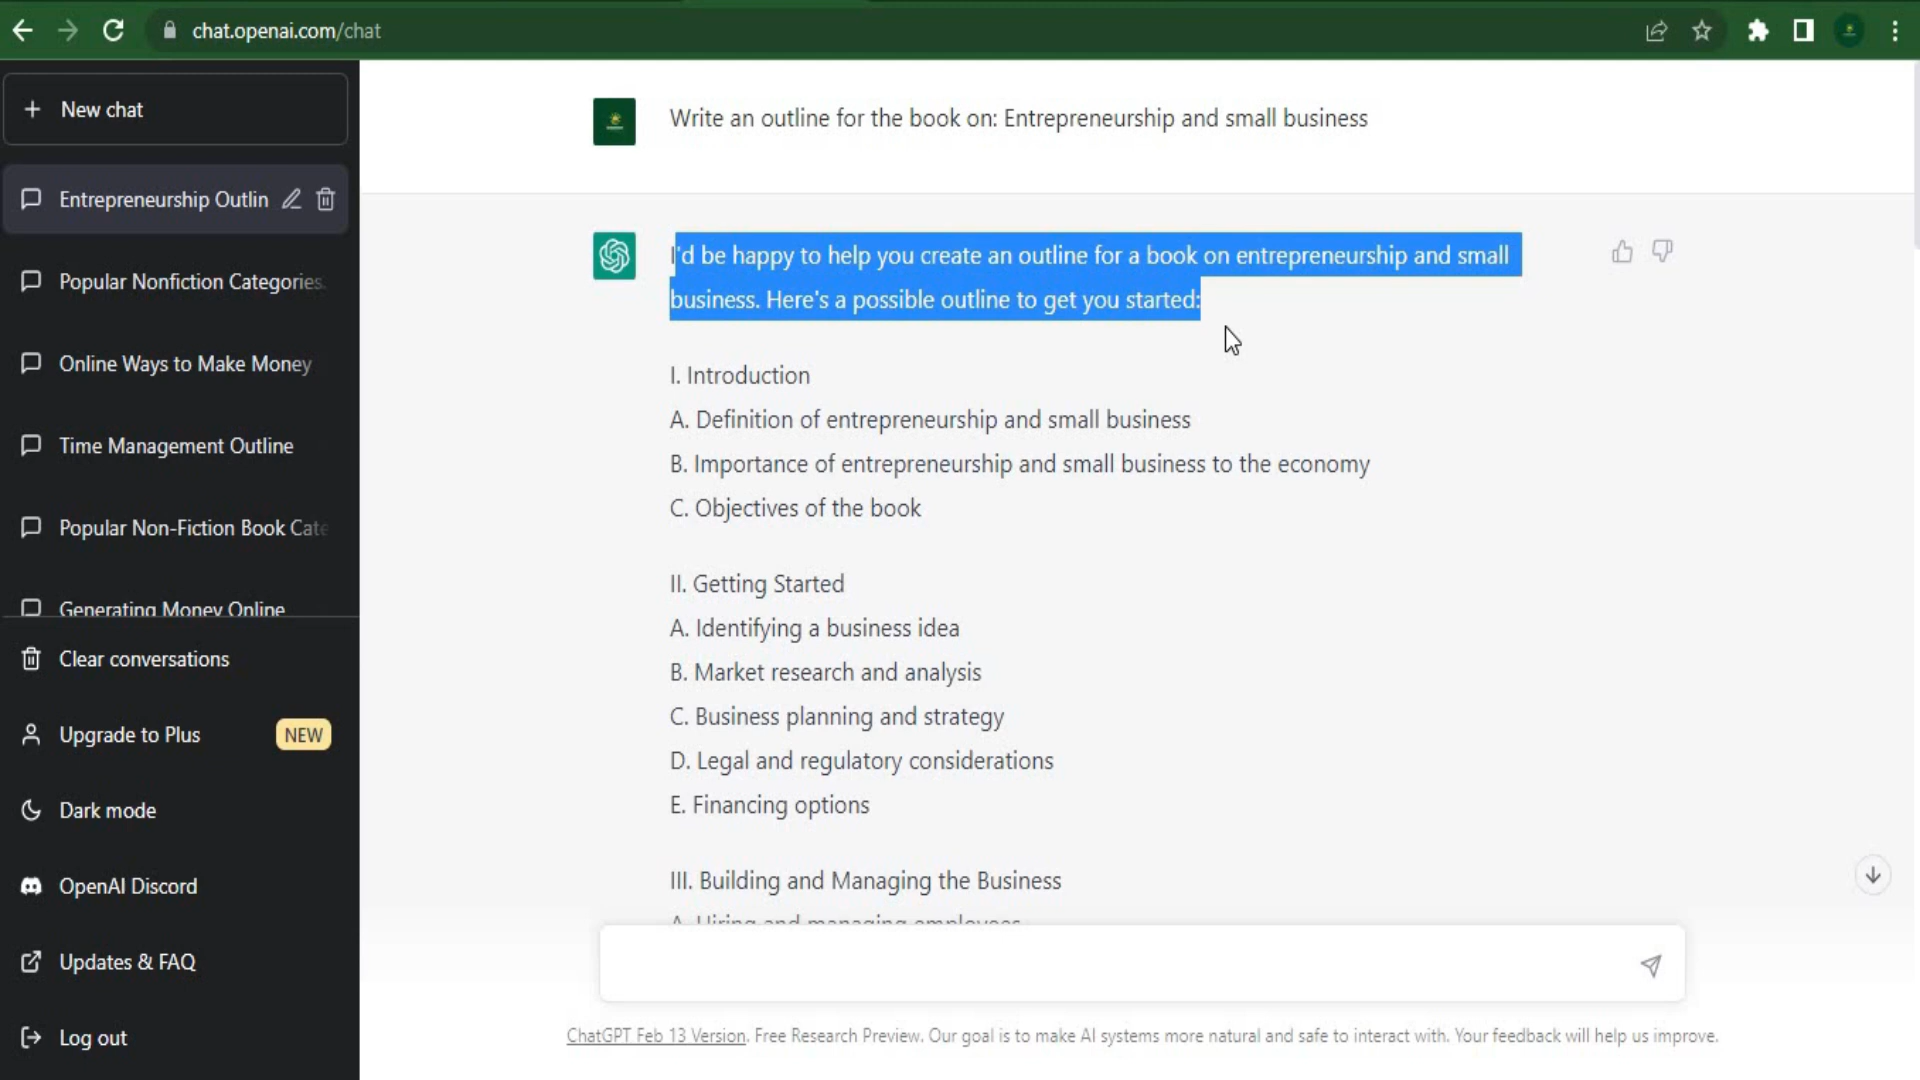 chat.openai.com/chat
New chat
Entrepreneurship Outlin
Popular Nonfiction Categories.
Online Ways to Make Money
Time Management Outline
Popular Non-Fiction Book Cate
Generating Money Online
Clear conversations
Upgrade to Plus NEW
Dark mode
OpenAI Discord
Updates & FAQ
Log out
Write an outline for the book on: Entrepreneurship and small business
I'd be happy to help you create an outline for a book on entrepreneurship and small
business. Here's a possible outline to get you started:
I. Introduction
A. Definition of entrepreneurship and small business
B. Importance of entrepreneurship and small business to the economy
C. Objectives of the book
II. Getting Started
A. Identifying a business idea
B. Market research and analysis
C. Business planning and strategy
D. Legal and regulatory considerations
E. Financing options
III. Building and Managing the Business
A. Hiring and managing employees
ChatGPT Feb 13 Version. Free Research Preview. Our goal is to make AI systems more natural and safe to interact with. Your feedback will help us improve.